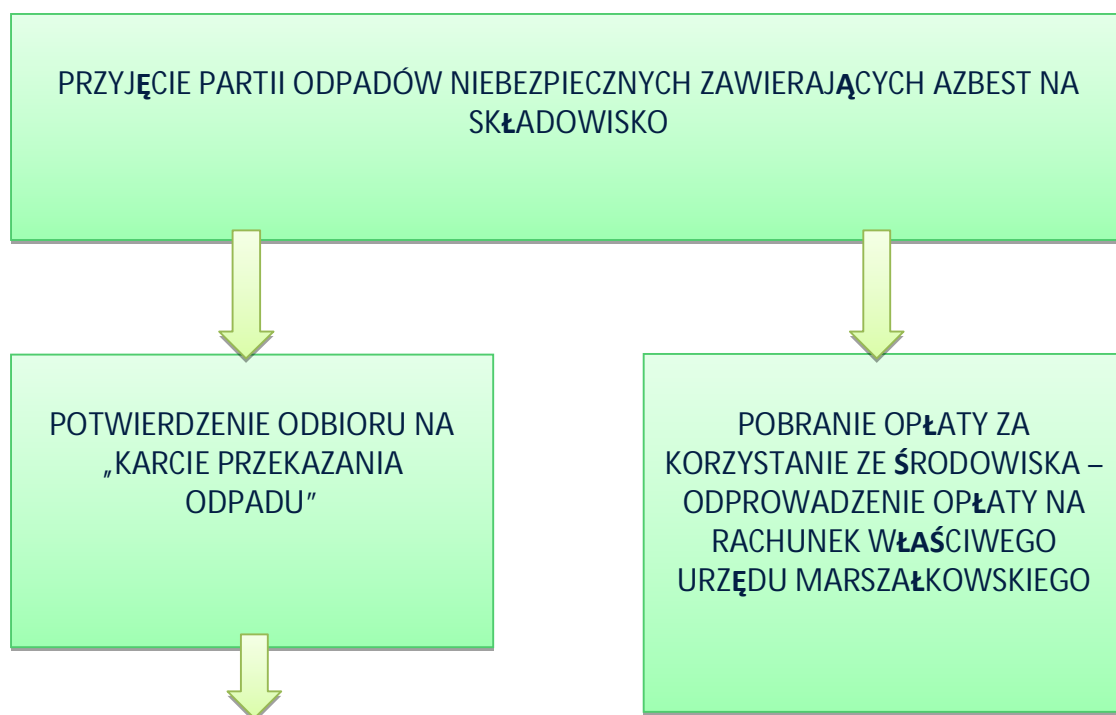 PRZYJĘCIE PARTII ODPADÓW NIEBEZPIECZNYCH ZAWIERAJĄCYCH AZBEST NA
SKŁADOWISKO
POTWIERDZENIE ODBIORU NA
„KARCIE PRZEKAZANIA
ODPADU”
POBRANIE OPŁATY ZA
KORZYSTANIE ZE ŚRODOWISKA –
ODPROWADZENIE OPŁATY NA
RACHUNEK WŁAŚCIWEGO
URZĘDU MARSZAŁKOWSKIEGO